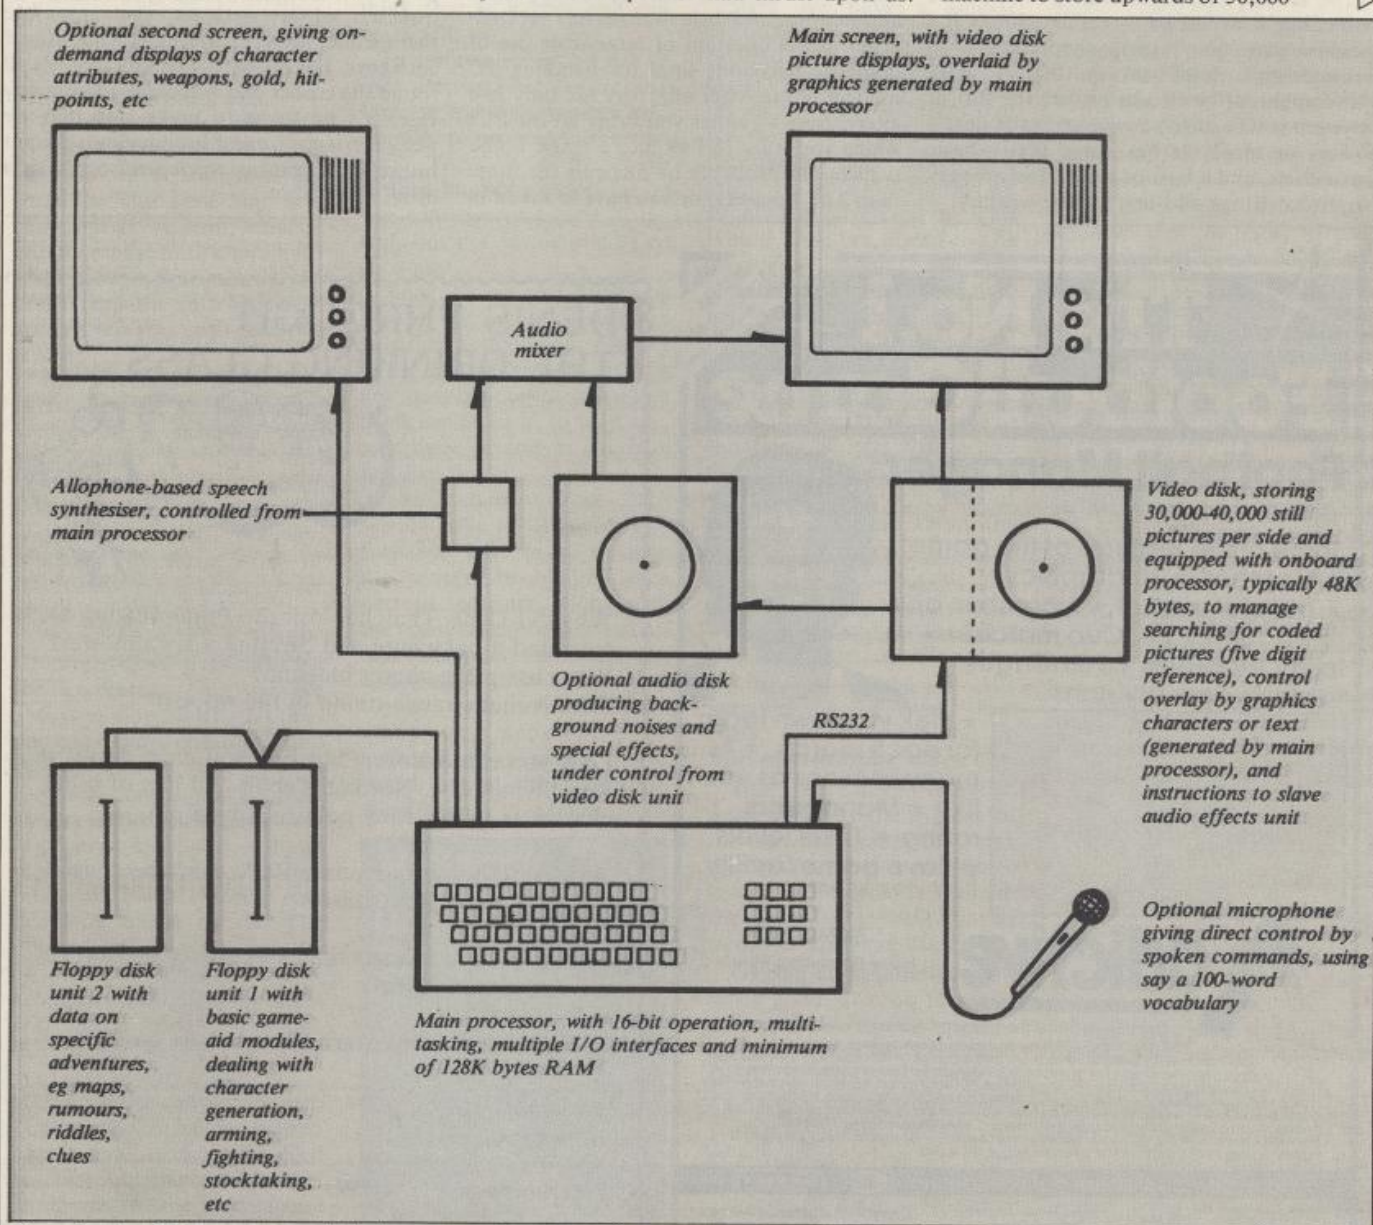 machine to store upwards of 50,000
Optional second screen, giving on-
demand displays of character
attributes, weapons, gold, hit-
points, etc
Main screen, with video disk
picture displays, overlaid by
graphics generated by main
processor
Audio
mixer
Allophone-based speech
synthesiser, controlled from
main processor
Video disk, storing
30,000-40,000 still
pictures per side and
equipped with onboard
processor, typically 48K
bytes, to manage
searching for coded
pictures (five digit
reference), control
overlay by graphics
characters or text
(generated by main
processor), and
instructions to slave
audio effects unit
Optional audio disk
producing back-
ground noises and
special effects,
under control from
video disk unit
RS232
Floppy disk
unit 2 with
data on
specific
adventures,
eg maps,
rumours,
riddles,
clues
Floppy disk
unit 1 with
basic game-
aid modules,
dealing with
character
generation,
arming,
fighting,
stocktaking,
etc
Main processor, with 16-bit operation, multi-
tasking, multiple I/O interfaces and minimum
of 128K bytes RAM
Optional microphone
giving direct control by
spoken commands, using
say a 100-word
vocabulary